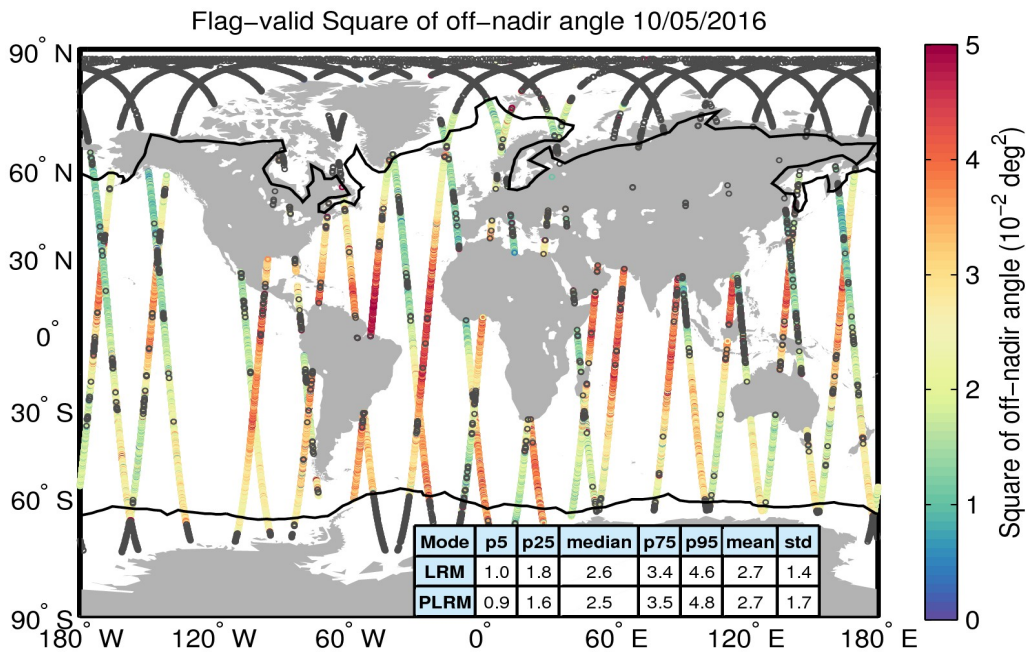 Flag−valid Square of off−nadir angle 10/05/2016
90° N
60° N
30° N
0°
30° S
60° S
90° S
180° W 120° W 60° W 0° 60° E 120° E 180° E
Mode p5 p25 median p75 p95 mean std
LRM 1.0 1.8 2.6 3.4 4.6 2.7 1.4
PLRM 0.9 1.6 2.5 3.5 4.8 2.7 1.7
5
4
3
2
1
0
Square of off−nadir angle (10⁻² deg²)